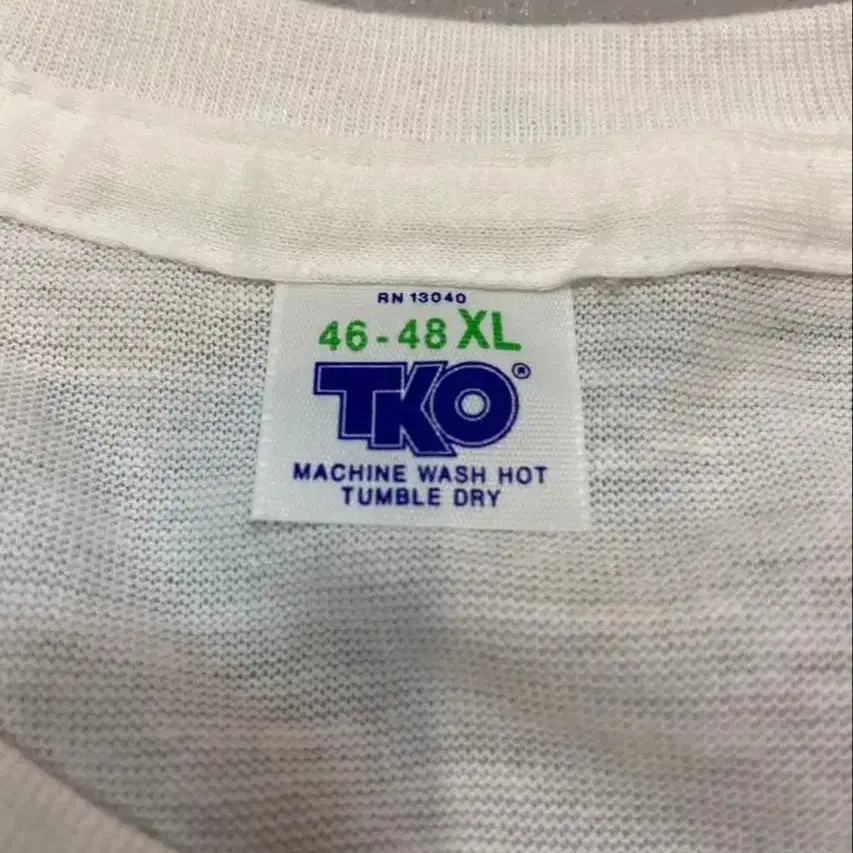 RN 13040
46-48 XL
TKO®
MACHINE WASH HOT
TUMBLE DRY